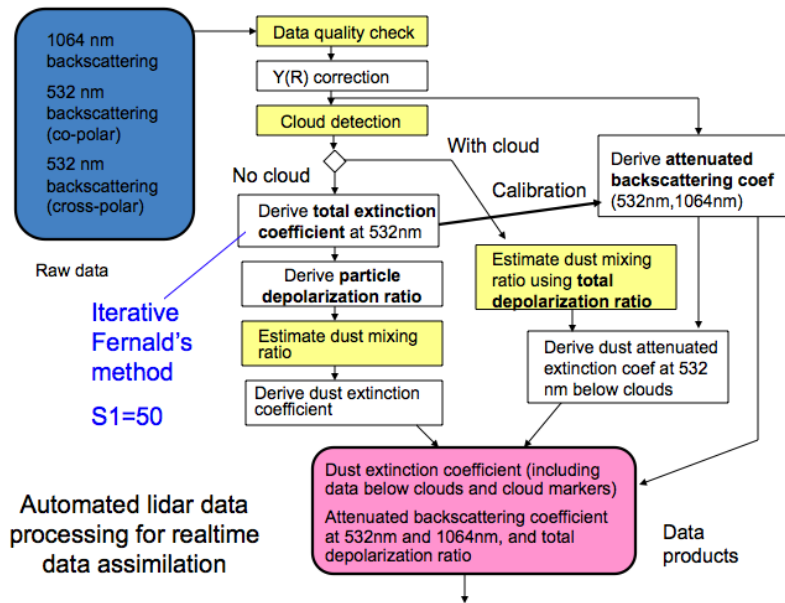 1064 nm
backscattering
532 nm
backscattering
(co-polar)
532 nm
backscattering
(cross-polar)
Raw data
Data quality check
Y(R) correction
Cloud detection
With cloud
No cloud
Calibration
Derive attenuated
backscattering coef
(532nm,1064nm)
Derive total extinction
coefficient at 532nm
Derive particle
depolarization ratio
Estimate dust mixing
ratio using total
depolarization ratio
Iterative
Fernald's
method
S1=50
Estimate dust mixing
ratio
Derive dust attenuated
extinction coef at 532
nm below clouds
Derive dust extinction
coefficient
Dust extinction coefficient (including
data below clouds and cloud markers)
Attenuated backscattering coefficient
at 532nm and 1064nm, and total
depolarization ratio
Automated lidar data
processing for realtime
data assimilation
Data
products